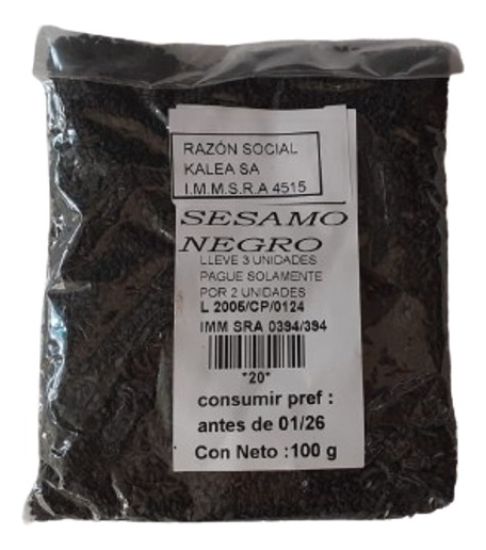 RAZÓN SOCIAL
KALEA SA
I.M.M.S.R.A 4515
SESAMO
NEGRO
LLEVE 3 UNIDADES
PAGUE SOLAMENTE
POR 2 UNIDADES
L 2005/CP/0124
IMM SRA 0394/394
*20*
consumir pref :
antes de 01/26
Con Neto :100 g